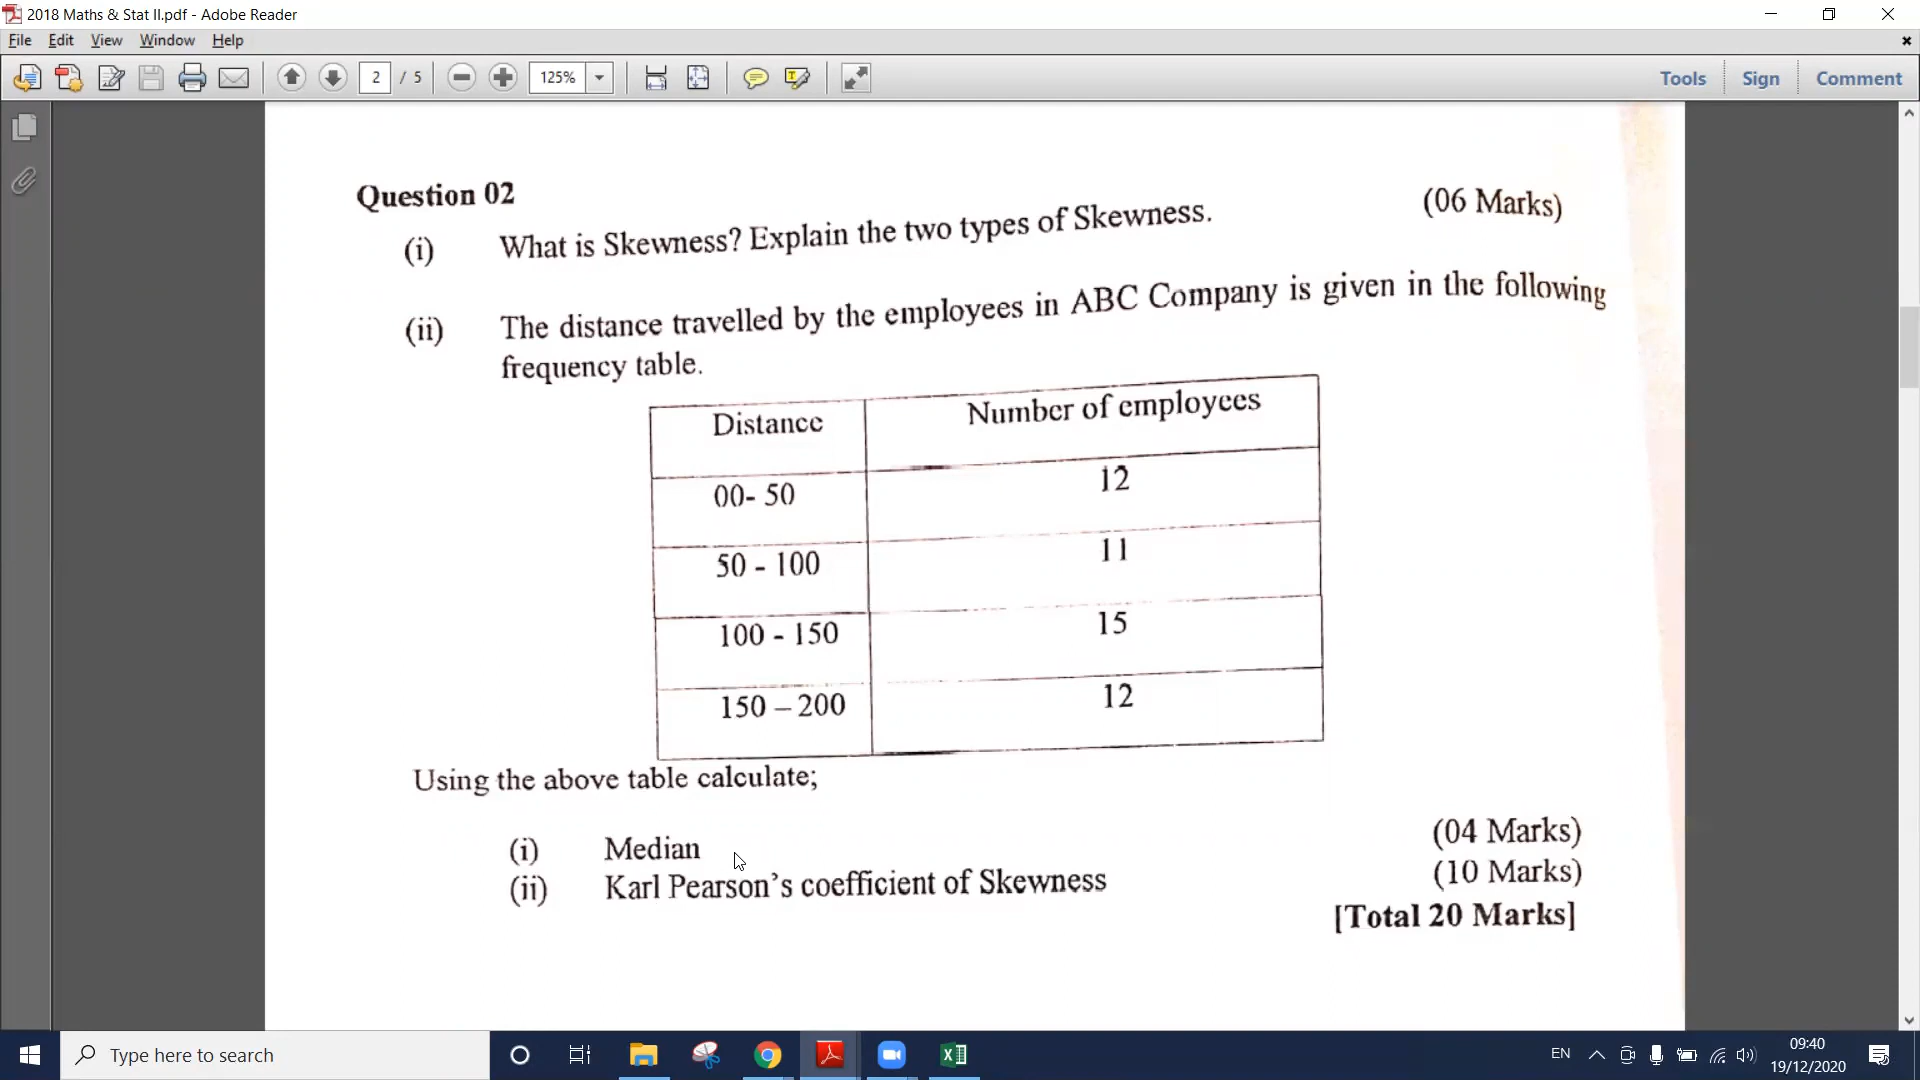 2018 Maths & Stat II.pdf - Adobe Reader
File Edit View Window Help
2 / 5 125% Tools Sign Comment
Question 02
(i) What is Skewness? Explain the two types of Skewness. (06 Marks)
(ii) The distance travelled by the employees in ABC Company is given in the following
frequency table.
Distance Number of employees
00- 50 12
50 - 100 11
100 - 150 15
150 – 200 12
Using the above table calculate;
(i) Median (04 Marks)
(ii) Karl Pearson's coefficient of Skewness (10 Marks)
[Total 20 Marks]
Type here to search
EN
09:40
19/12/2020